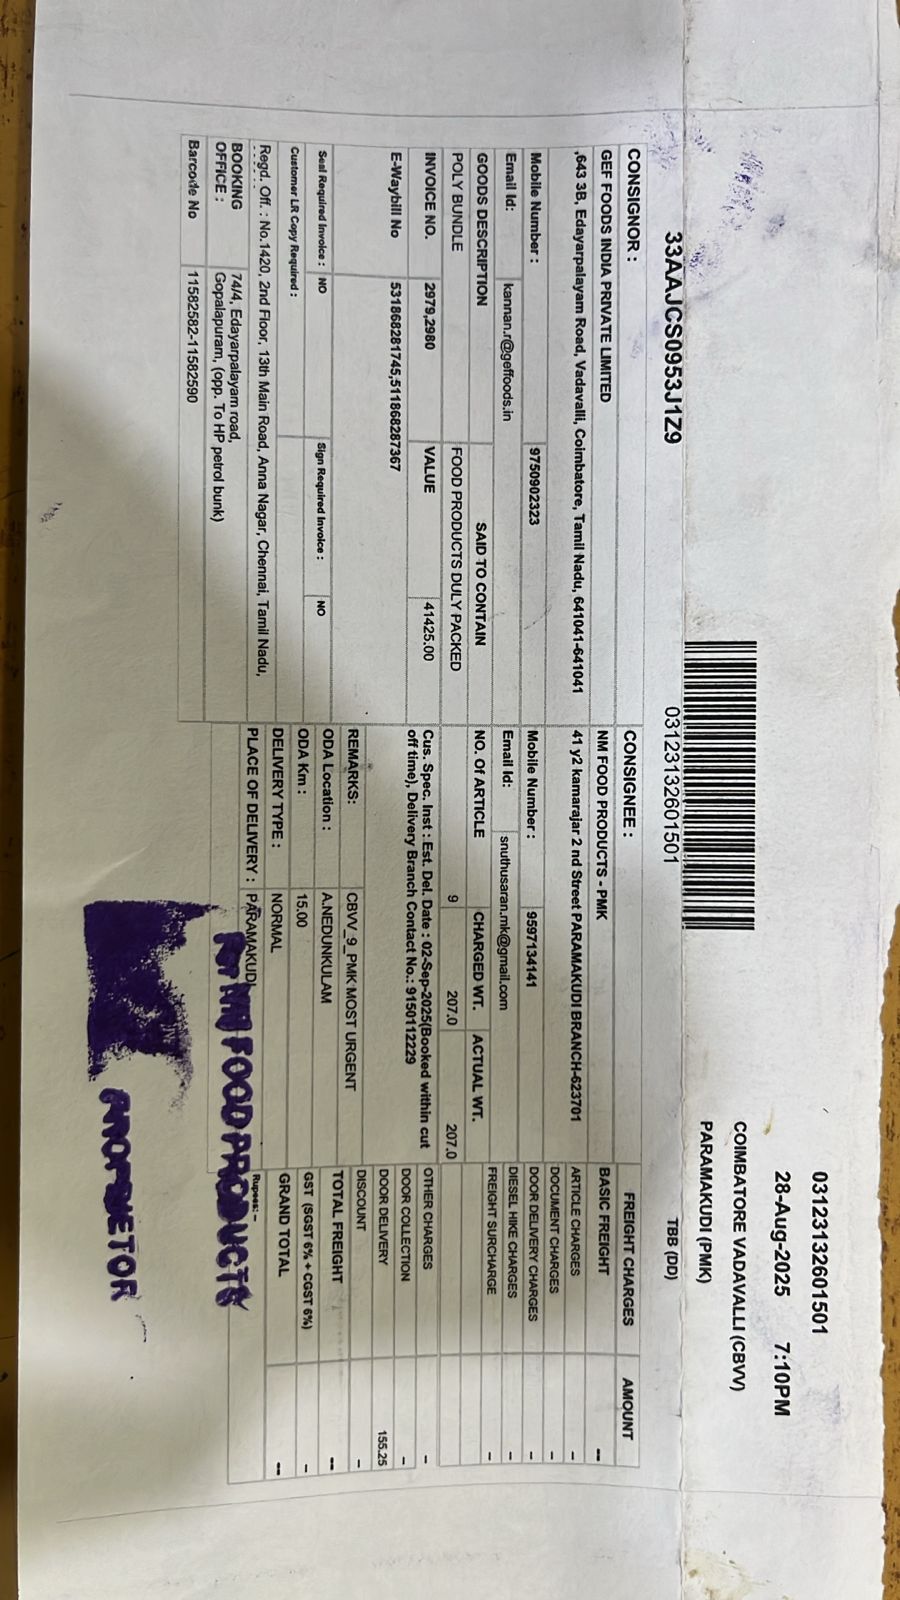 03123132601501
28-Aug-2025 7:10PM
COIMBATORE VADAVALLI (CBVV)
PARAMAKUDI (PMK)
33AAJCS0953J1Z9 03123132601501 TBB (DD)
CONSIGNOR :
GEF FOODS INDIA PRIVATE LIMITED
,643 3B, Edayarpalayam Road, Vadavalli, Coimbatore, Tamil Nadu, 641041-641041
Mobile Number : 9750902323
Email Id: kannan.r@geffoods.in
GOODS DESCRIPTION SAID TO CONTAIN
POLY BUNDLE FOOD PRODUCTS DULY PACKED
INVOICE NO. 2979,2980 VALUE 41425.00
E-Waybill No 531868281745,511868287367
Seal Required Invoice : NO Sign Required Invoice : NO
Customer LR Copy Required :
Regd. Off. : No.1420, 2nd Floor, 13th Main Road, Anna Nagar, Chennai, Tamil Nadu,
BOOKING OFFICE : 74/4, Edayarpalayam road,
Gopalapuram, (opp. To HP petrol bunk)
Barcode No 11582582-11582590
CONSIGNEE :
NM FOOD PRODUCTS - PMK
41 y2 kamarajar 2 nd Street PARAMAKUDI BRANCH-623701
Mobile Number : 9597134141
Email Id: snuthusaran.mk@gmail.com
NO. Of ARTICLE CHARGED WT. ACTUAL WT.
9 207.0 207.0
Cus. Spec. Inst : Est. Del. Date : 02-Sep-2025(Booked within cut
off time), Delivery Branch Contact No.: 9150112229
REMARKS: CBVV_9_PMK MOST URGENT
ODA Location : A.NEDUNKULAM
ODA Km : 15.00
DELIVERY TYPE : NORMAL
PLACE OF DELIVERY : PARAMAKUDI
FREIGHT CHARGES AMOUNT
BASIC FREIGHT --
ARTICLE CHARGES --
DOCUMENT CHARGES --
DOOR DELIVERY CHARGES --
DIESEL HIKE CHARGES --
FREIGHT SURCHARGE --
OTHER CHARGES --
DOOR COLLECTION --
DOOR DELIVERY 155.25
DISCOUNT --
TOTAL FREIGHT --
GST (SGST 6% + CGST 6%) --
GRAND TOTAL --
Rupees: --
For NM FOOD PRODUCTS
PROPRIETOR